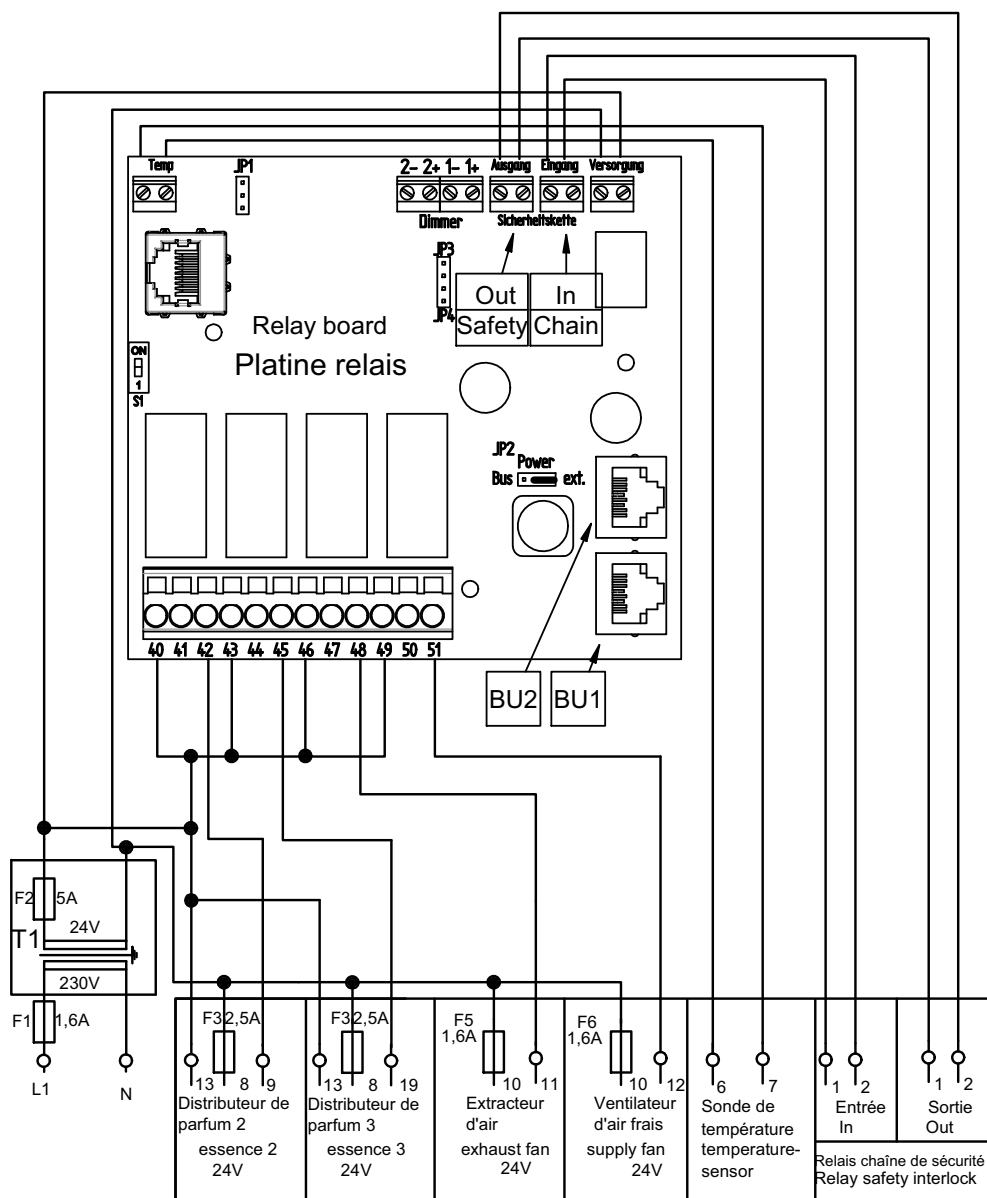 Temp
JP1
2- 2+ 1- 1+
Dimmer
Ausgang
Eingang
Versorgung
Sicherheitskette
JP3
JP4
Out
In
Safety
Chain
Relay board
Platine relais
ON
1
S1
JP2
Power
Bus
ext.
40 41 42 43 44 45 46 47 48 49 50 51
BU2
BU1
F2
5A
24V
T1
230V
F1
1,6A
L1
N
F3
2,5A
13
8
9
Distributeur de
parfum 2
essence 2
24V
F3
2,5A
13
8
19
Distributeur de
parfum 3
essence 3
24V
F5
1,6A
10
11
Extracteur
d'air
exhaust fan
24V
F6
1,6A
10
12
Ventilateur
d'air frais
supply fan
24V
6
7
Sonde de
température
temperature-
sensor
1
2
Entrée
In
1
2
Sortie
Out
Relais chaîne de sécurité
Relay safety interlock